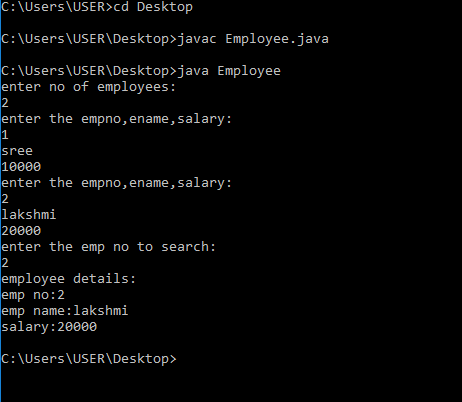 C:\Users\USER>cd Desktop
C:\Users\USER\Desktop>javac Employee.java
C:\Users\USER\Desktop>java Employee
enter no of employees:
2
enter the empno,ename,salary:
1
sree
10000
enter the empno,ename,salary:
2
lakshmi
20000
enter the emp no to search:
2
employee details:
emp no:2
emp name:lakshmi
salary:20000
C:\Users\USER\Desktop>